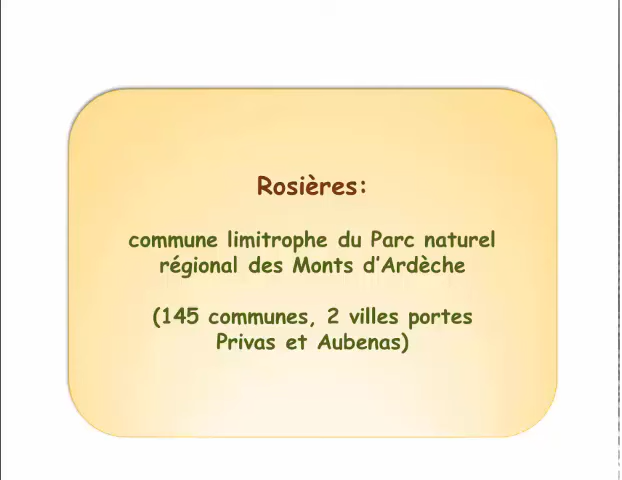 Rosières:
commune limitrophe du Parc naturel
régional des Monts d'Ardèche
(145 communes, 2 villes portes
Privas et Aubenas)